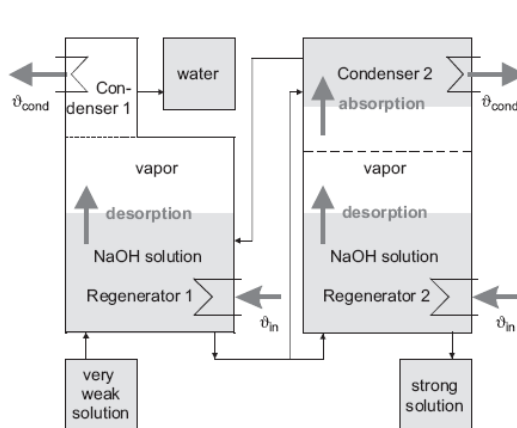 water
Con-
denser 1
ϑcond
Condenser 2
absorption
ϑcond
vapor
desorption
NaOH solution
Regenerator 1
ϑin
vapor
desorption
NaOH solution
Regenerator 2
ϑin
very
weak
solution
strong
solution